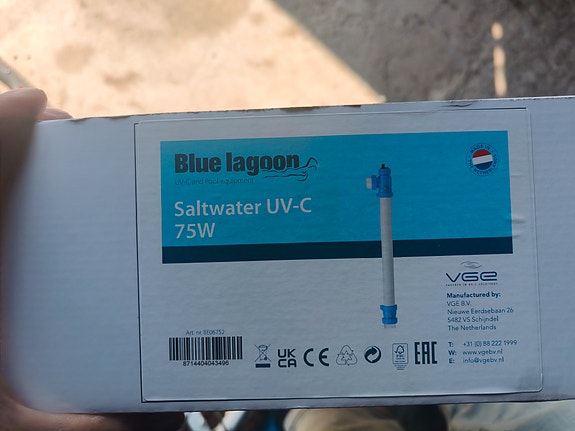 Blue lagoon
UV-C and Pool equipment
Saltwater UV-C
75W
VGE
Manufactured by:
VGE B.V.
Nieuwe Eerdsebaan 26
5482 VS Schijndel
The Netherlands
Art. nr. BE06752
8714404043496
UK
CA
CE
FSC
EAC
T: +31 (0) 88 222 1999
W: www.vgebv.nl
E: info@vgebv.nl